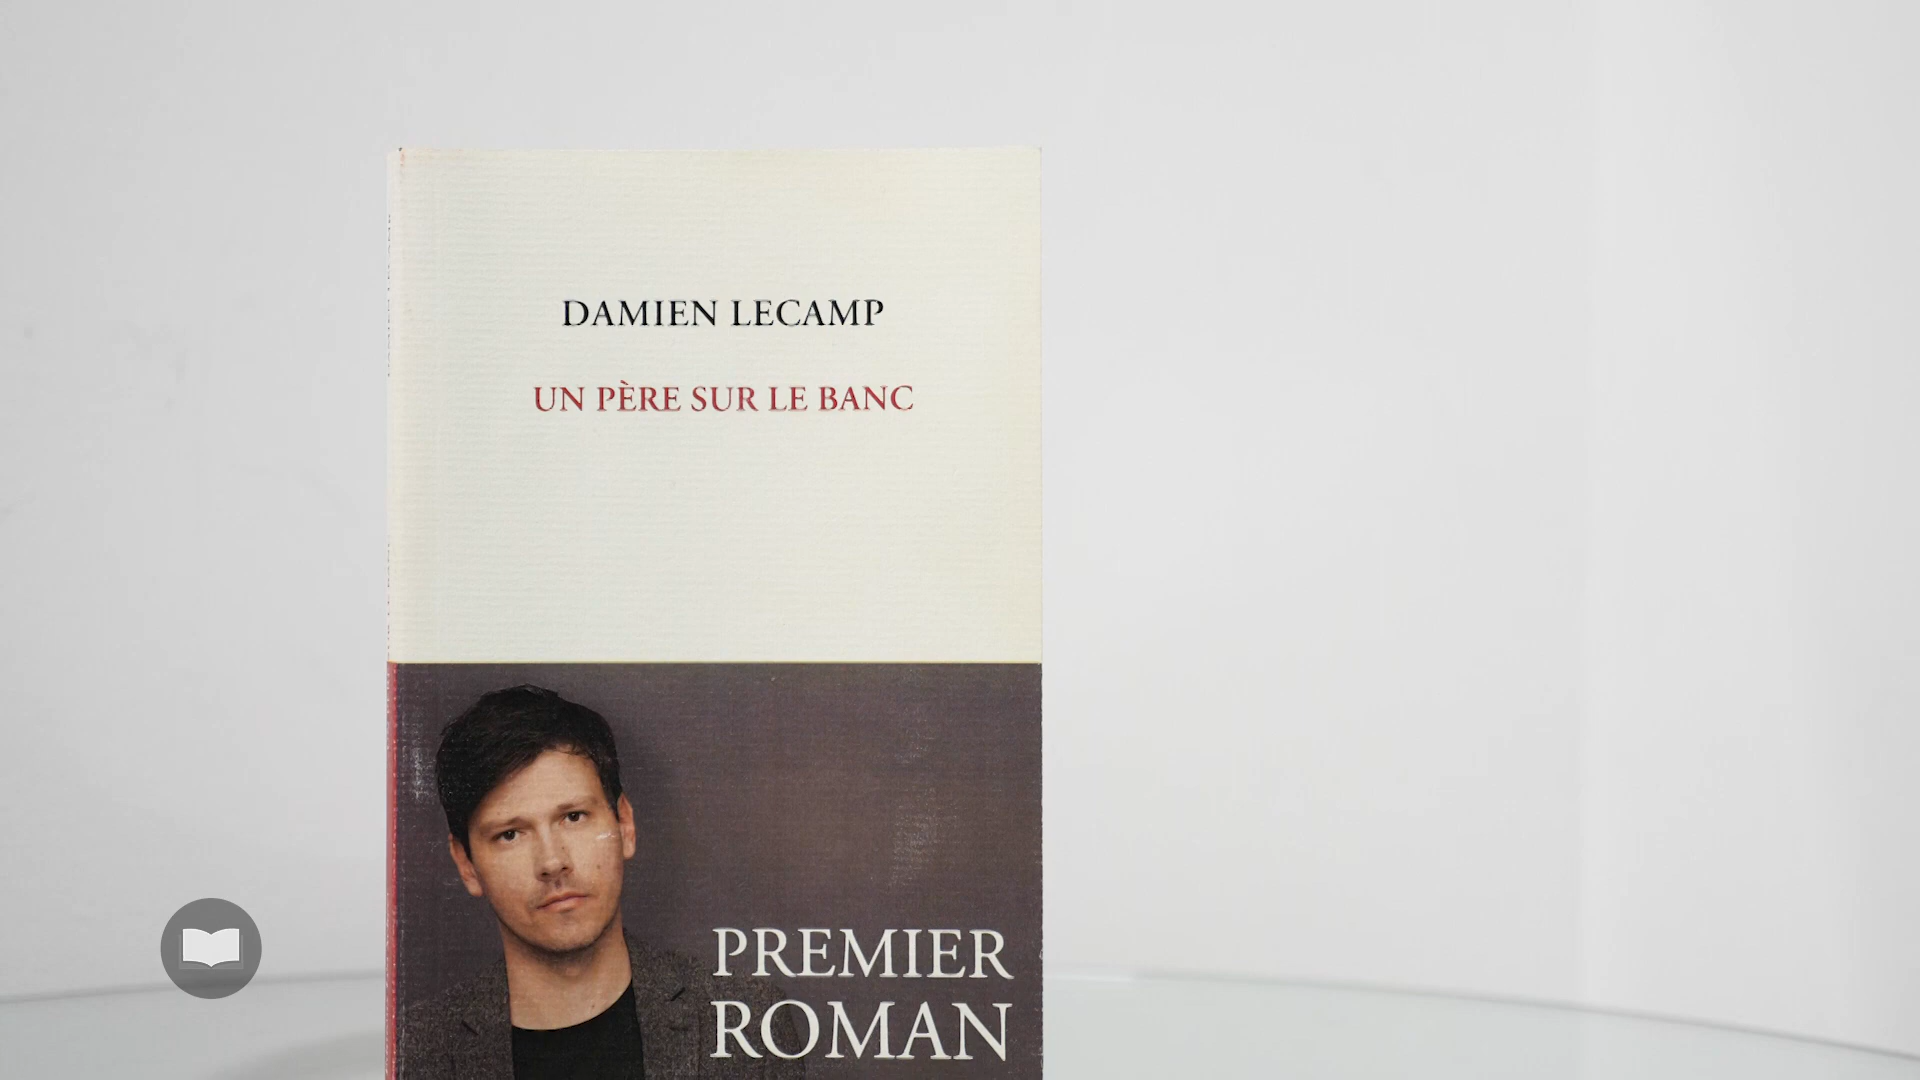 DAMIEN LECAMP
UN PÈRE SUR LE BANC
PREMIER
ROMAN